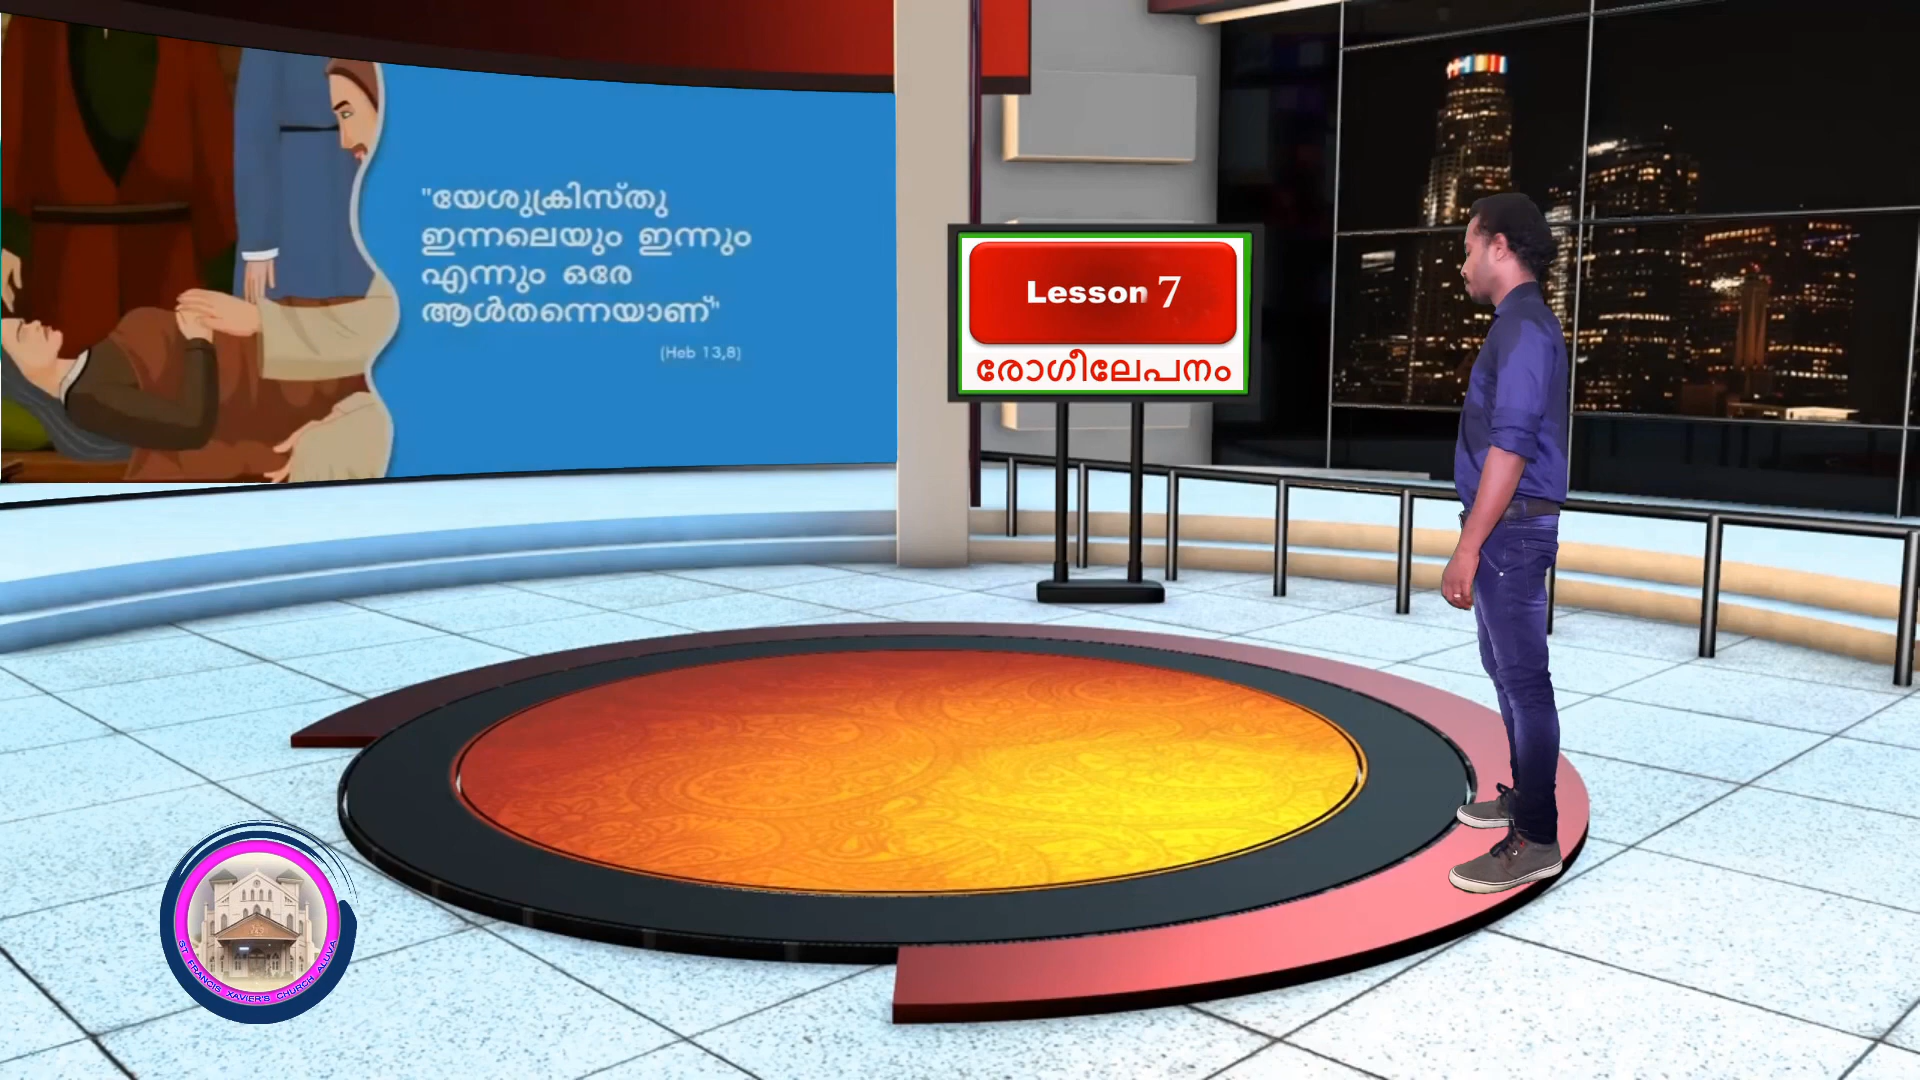 "യേശുക്രിസ്തു
ഇന്നലെയും ഇന്നും
എന്നും ഒരേ
ആൾതന്നെയാണ്"
(Heb 13,8)
Lesson 7
രോഗീലേപനം
ST. FRANCIS XAVIER'S CHURCH ALUVA